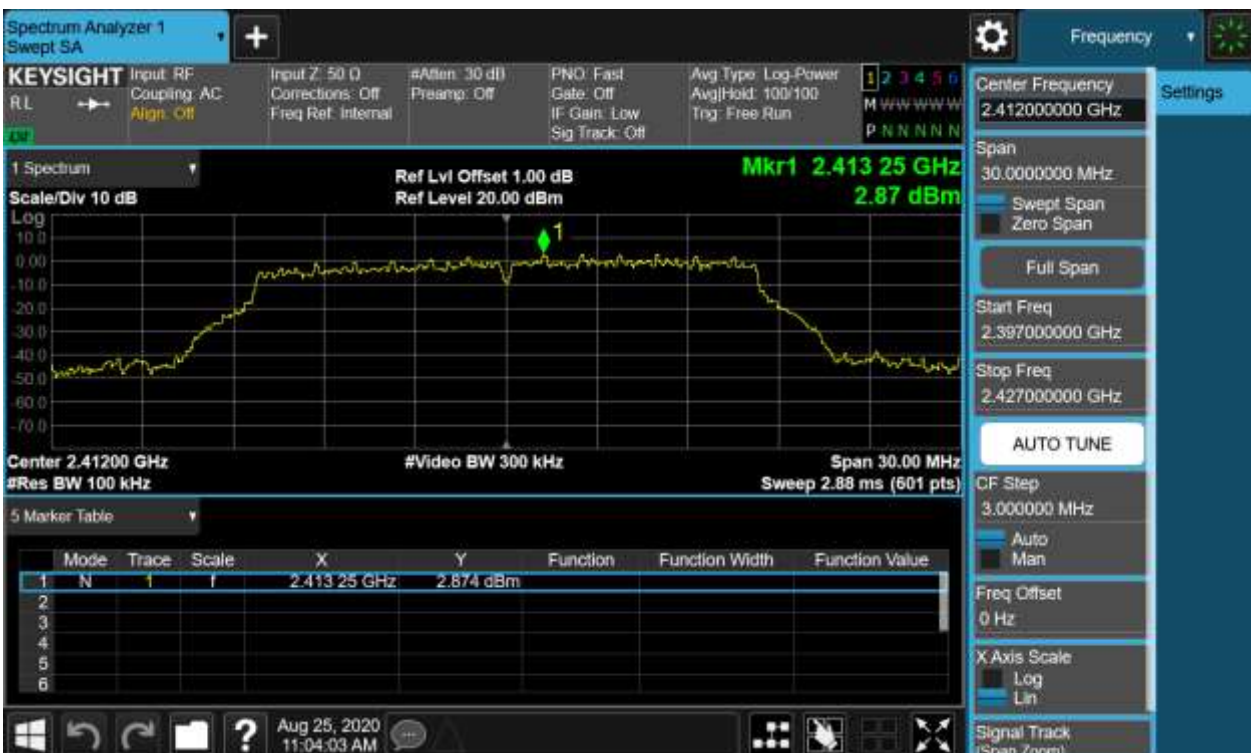 Spectrum Analyzer 1
Swept SA
+
Frequency
KEYSIGHT
RL
Input: RF
Coupling: AC
Align: Off
Input Z: 50 Ω
Corrections: Off
Freq Ref: Internal
#Atten: 30 dB
Preamp: Off
PNO: Fast
Gate: Off
IF Gain: Low
Sig Track: Off
Avg Type: Log-Power
Avg|Hold: 100/100
Trig: Free Run
1 2 3 4 5 6
M W W W W W
P N N N N N
Center Frequency
2.412000000 GHz
Settings
Span
30.0000000 MHz
Swept Span
Zero Span
Full Span
Start Freq
2.397000000 GHz
Stop Freq
2.427000000 GHz
AUTO TUNE
CF Step
3.000000 MHz
Auto
Man
Freq Offset
0 Hz
X Axis Scale
Log
Lin
Signal Track
(Span Zoom)
1 Spectrum
Scale/Div 10 dB
Ref Lvl Offset 1.00 dB
Ref Level 20.00 dBm
Mkr1 2.413 25 GHz
2.87 dBm
Log
10.0
0.00
-10.0
-20.0
-30.0
-40.0
-50.0
-60.0
-70.0
1
Center 2.41200 GHz
#Res BW 100 kHz
#Video BW 300 kHz
Span 30.00 MHz
Sweep 2.88 ms (601 pts)
5 Marker Table
Mode Trace Scale X Y Function Function Width Function Value
1 N 1 f 2.413 25 GHz 2.874 dBm
2
3
4
5
6
?
Aug 25, 2020
11:04:03 AM